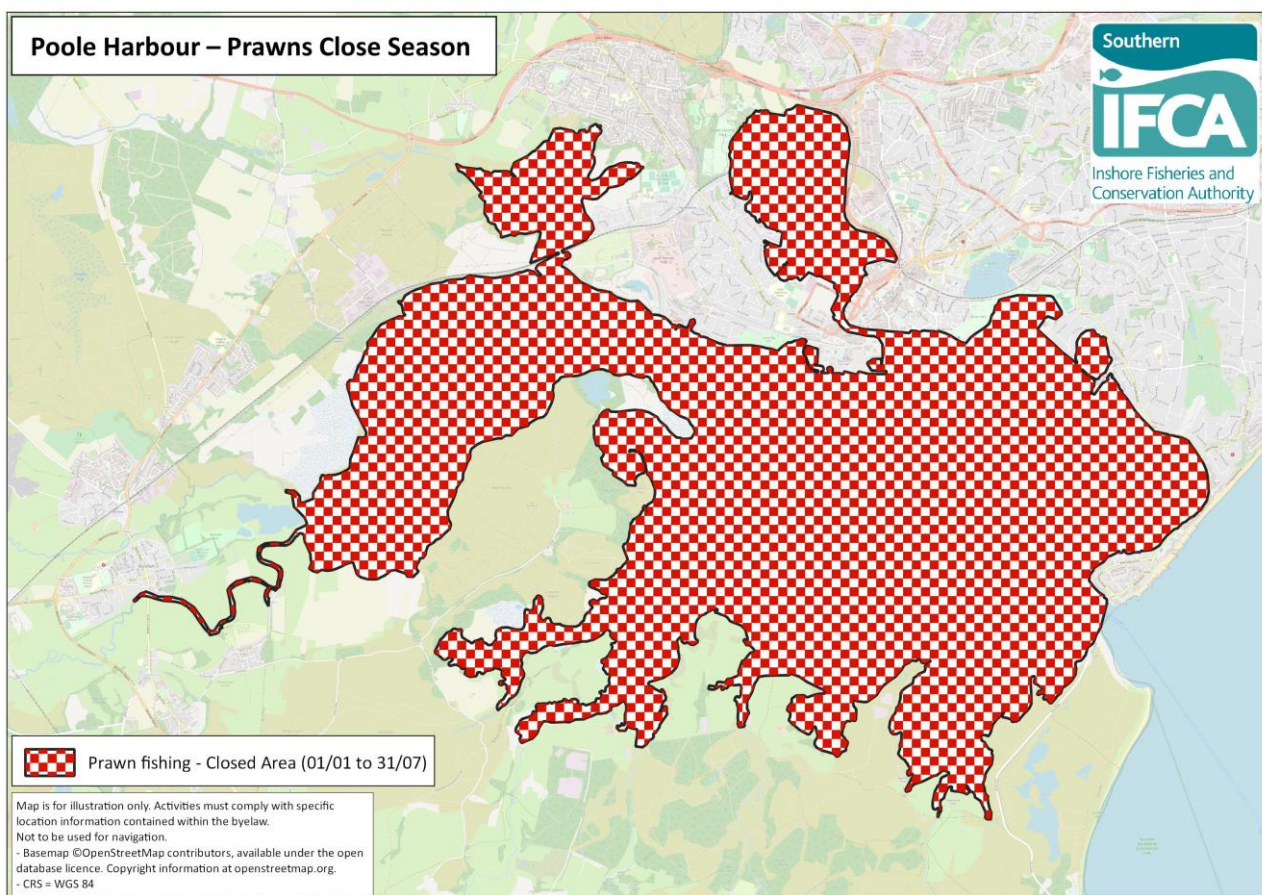 Poole Harbour – Prawns Close Season
Southern
IFCA
Inshore Fisheries and
Conservation Authority
Prawn fishing - Closed Area (01/01 to 31/07)
Map is for illustration only. Activities must comply with specific
location information contained within the byelaw.
Not to be used for navigation.
- Basemap ©OpenStreetMap contributors, available under the open
database licence. Copyright information at openstreetmap.org.
- CRS = WGS 84